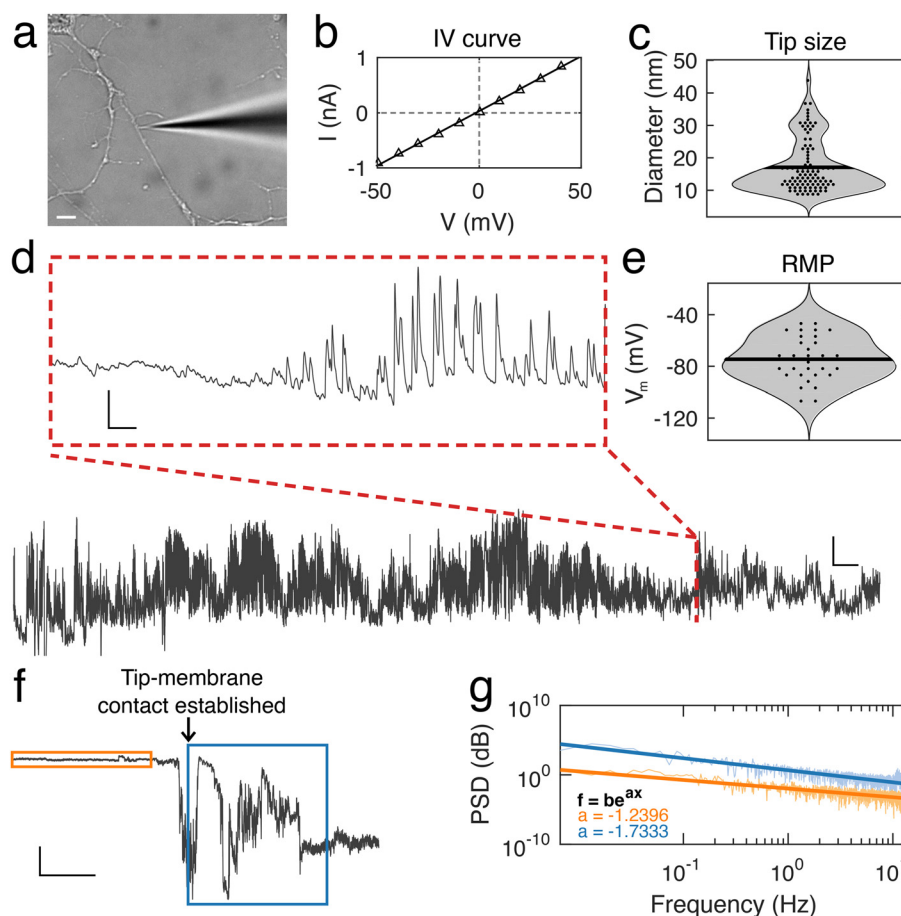 a
b
IV curve
I (nA)
1
0
-1
-50
0
50
V (mV)
c
Tip size
Diameter (nm)
50
40
30
20
10
d
e
RMP
Vm (mV)
-40
-80
-120
f
Tip-membrane
contact established
g
PSD (dB)
10^10
10^0
10^-10
f = be^ax
a = -1.2396
a = -1.7333
10^-1
10^0
10^1
Frequency (Hz)